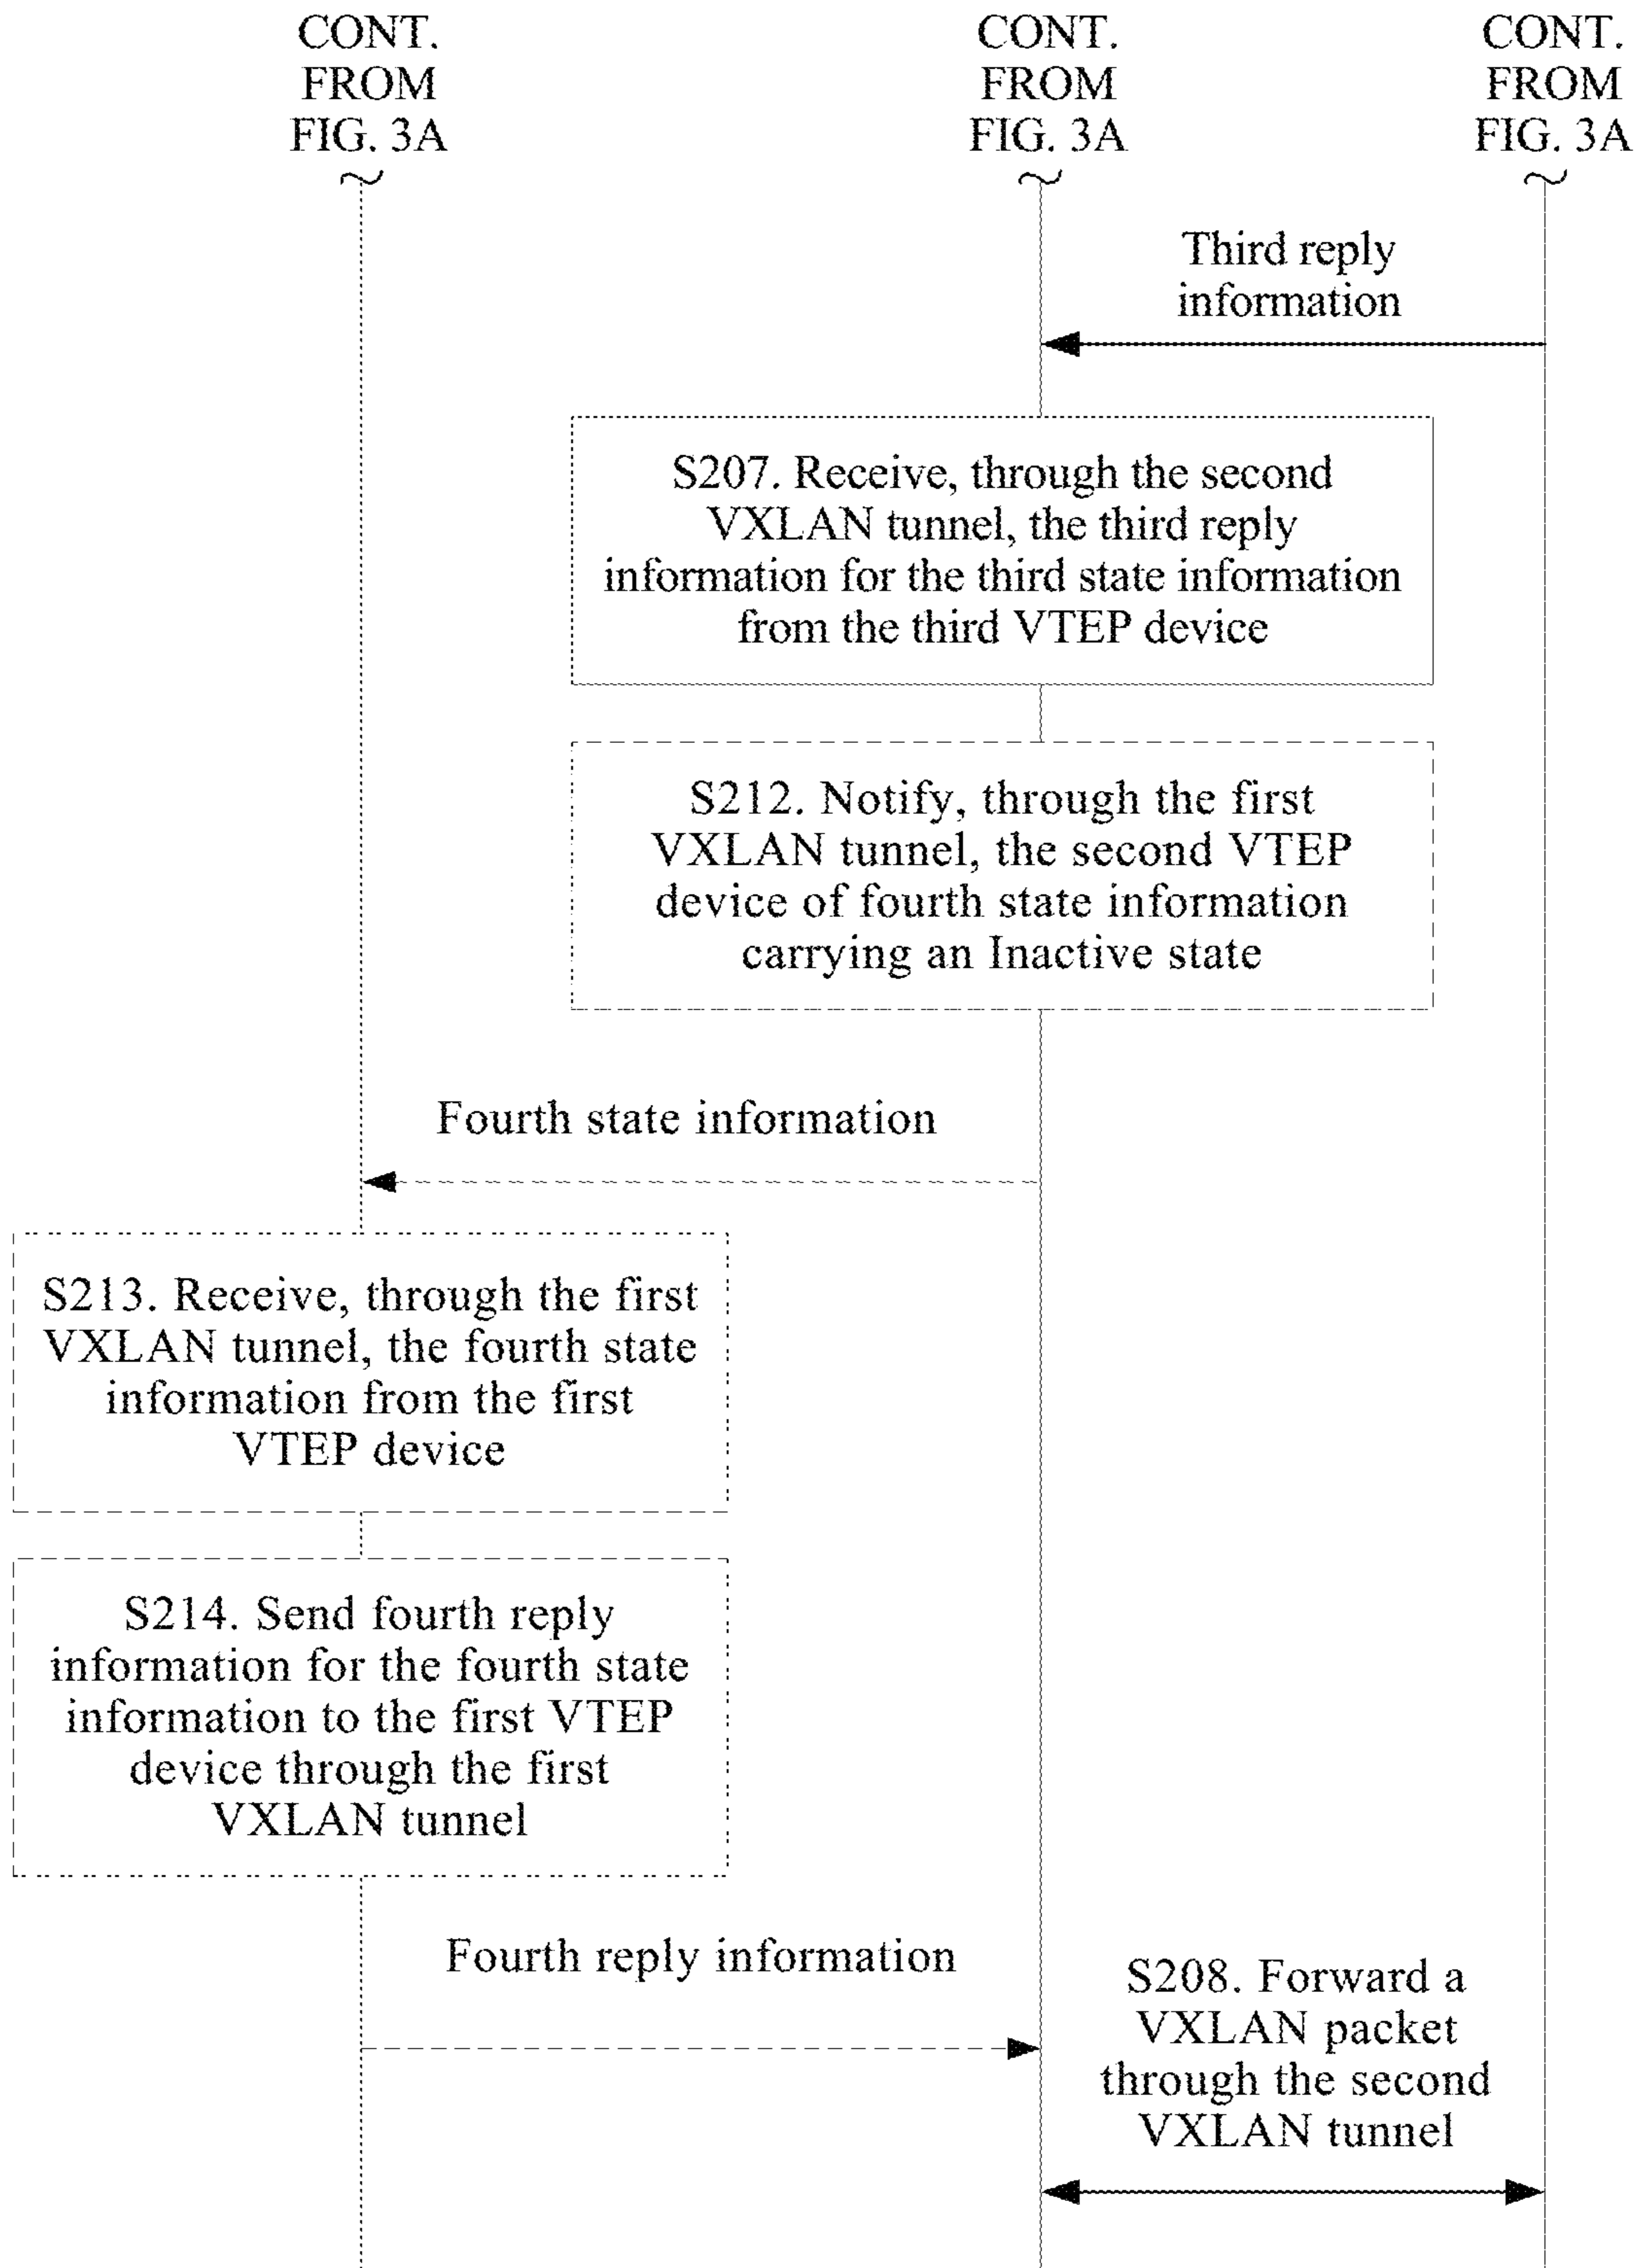 CONT.
FROM
FIG. 3A
CONT.
FROM
FIG. 3A
CONT.
FROM
FIG. 3A
Third reply
information
S207. Receive, through the second
VXLAN tunnel, the third reply
information for the third state information
from the third VTEP device
S212. Notify, through the first
VXLAN tunnel, the second VTEP
device of fourth state information
carrying an Inactive state
Fourth state information
S213. Receive, through the first
VXLAN tunnel, the fourth state
information from the first
VTEP device
S214. Send fourth reply
information for the fourth state
information to the first VTEP
device through the first
VXLAN tunnel
Fourth reply information
S208. Forward a
VXLAN packet
through the second
VXLAN tunnel